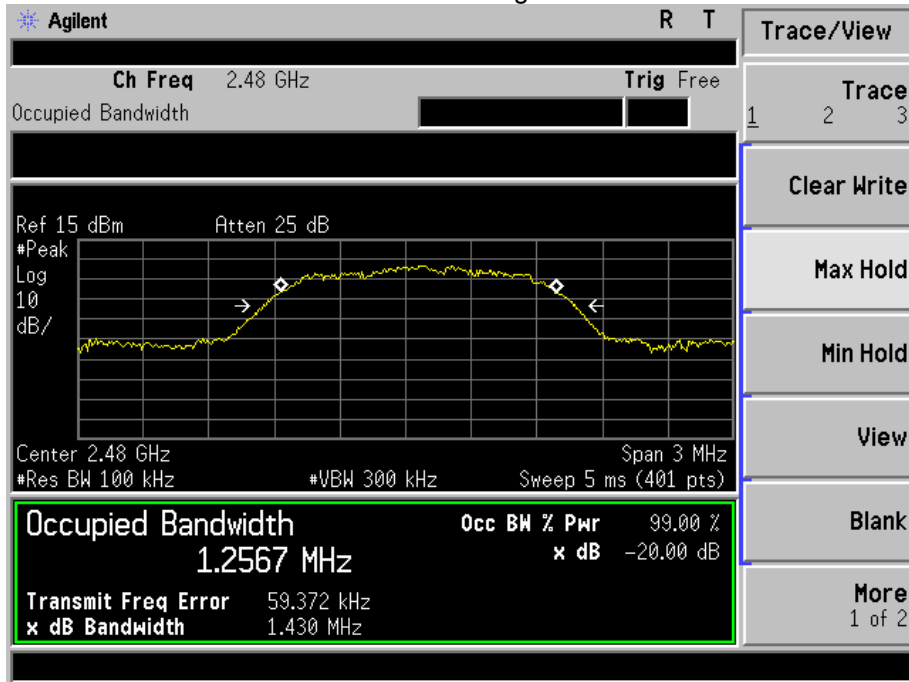 Agilent R T
Trace/View
Ch Freq 2.48 GHz Trig Free
Occupied Bandwidth
Trace
1 2 3
Clear Write
Ref 15 dBm Atten 25 dB
#Peak
Log
10
dB/
Max Hold
Min Hold
Center 2.48 GHz Span 3 MHz
#Res BW 100 kHz #VBW 300 kHz Sweep 5 ms (401 pts)
View
Occupied Bandwidth Occ BW % Pwr 99.00 %
1.2567 MHz x dB -20.00 dB
Blank
Transmit Freq Error 59.372 kHz
x dB Bandwidth 1.430 MHz
More
1 of 2